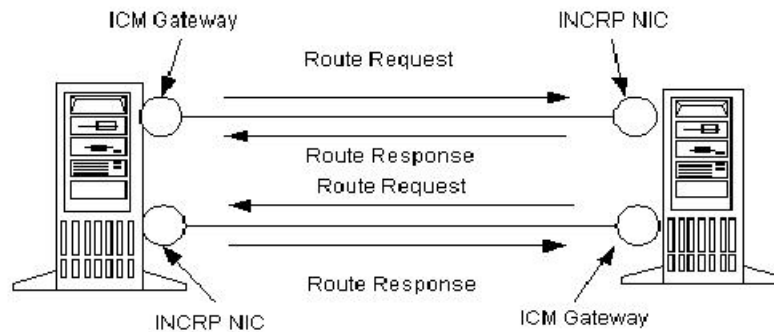 ICM Gateway
INCRP NIC
Route Request
Route Response
Route Request
Route Response
INCRP NIC
ICM Gateway